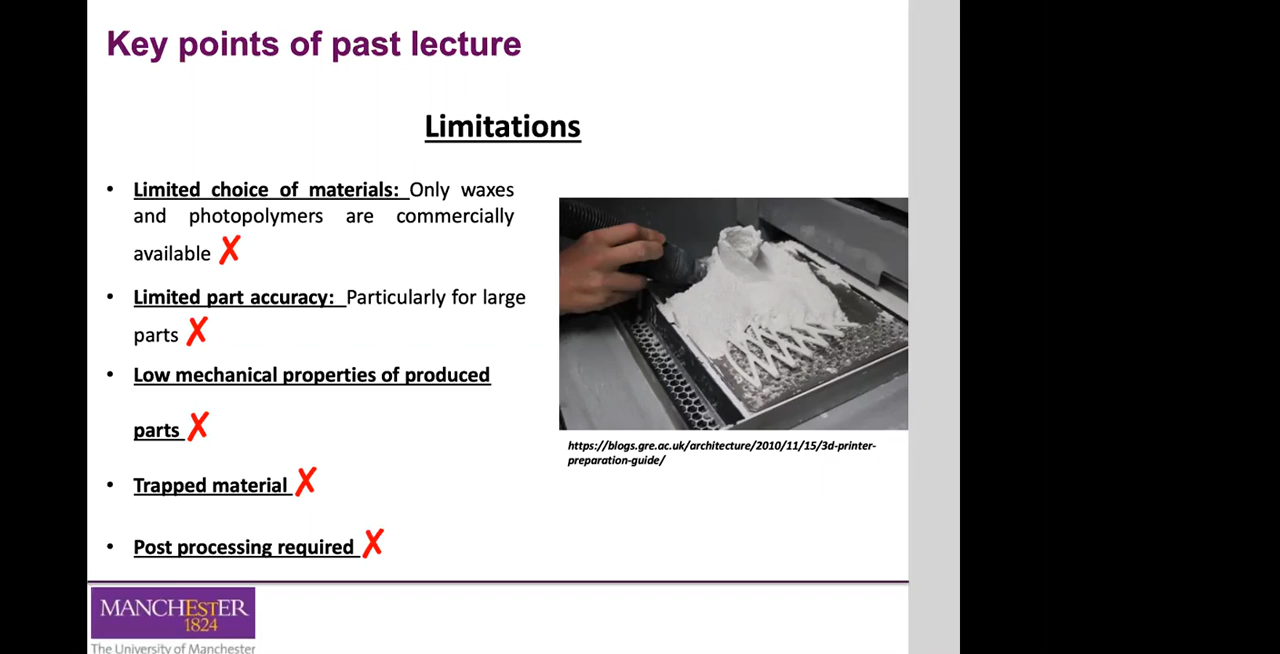 Key points of past lecture
Limitations
• Limited choice of materials: Only waxes
and photopolymers are commercially
available ✗
• Limited part accuracy: Particularly for large
parts ✗
• Low mechanical properties of produced
parts ✗
• Trapped material ✗
• Post processing required ✗
https://blogs.gre.ac.uk/architecture/2010/11/15/3d-printer-
preparation-guide/
MANCHESTER
1824
The University of Manchester